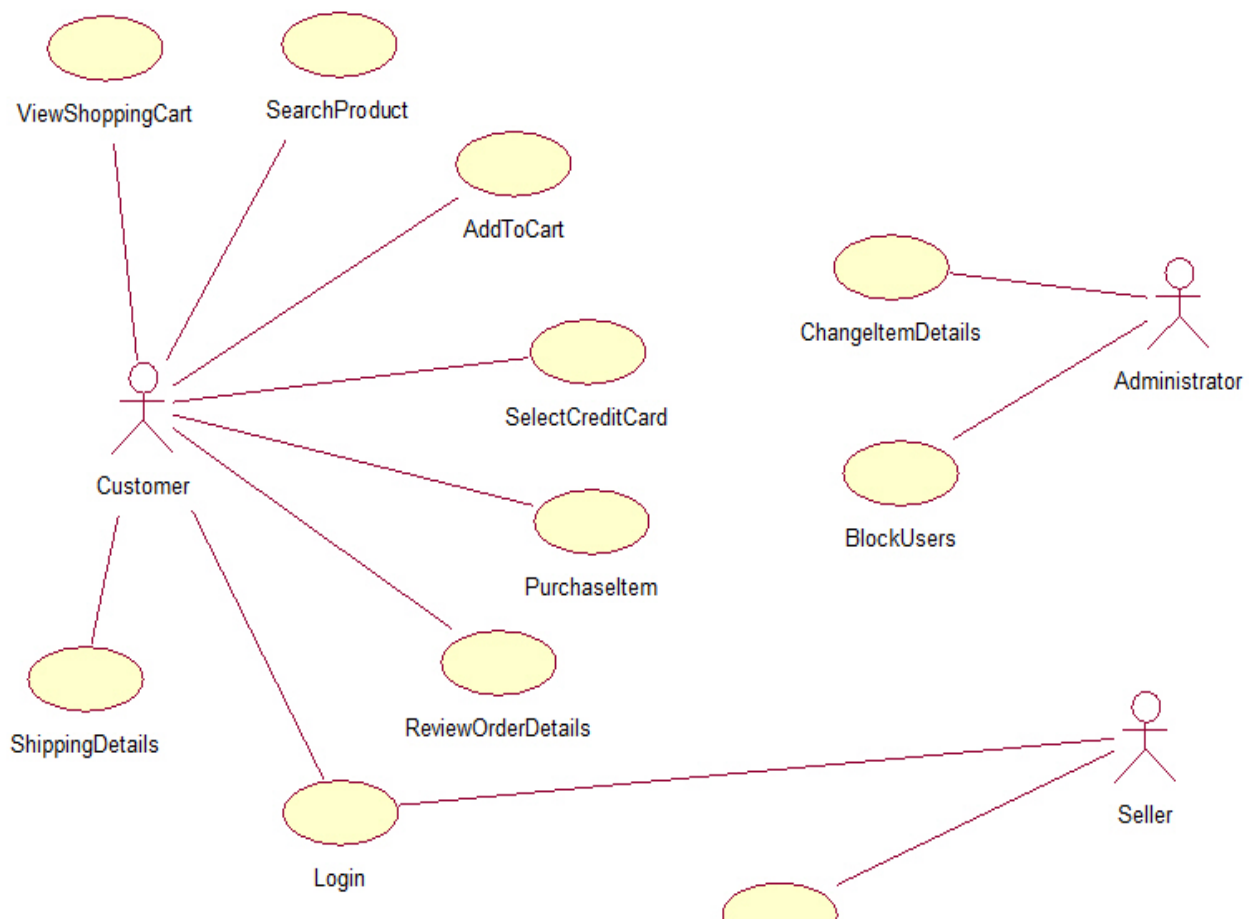 ViewShoppingCart
SearchProduct
AddToCart
ChangeItemDetails
Administrator
SelectCreditCard
Customer
BlockUsers
PurchaseItem
ReviewOrderDetails
ShippingDetails
Seller
Login